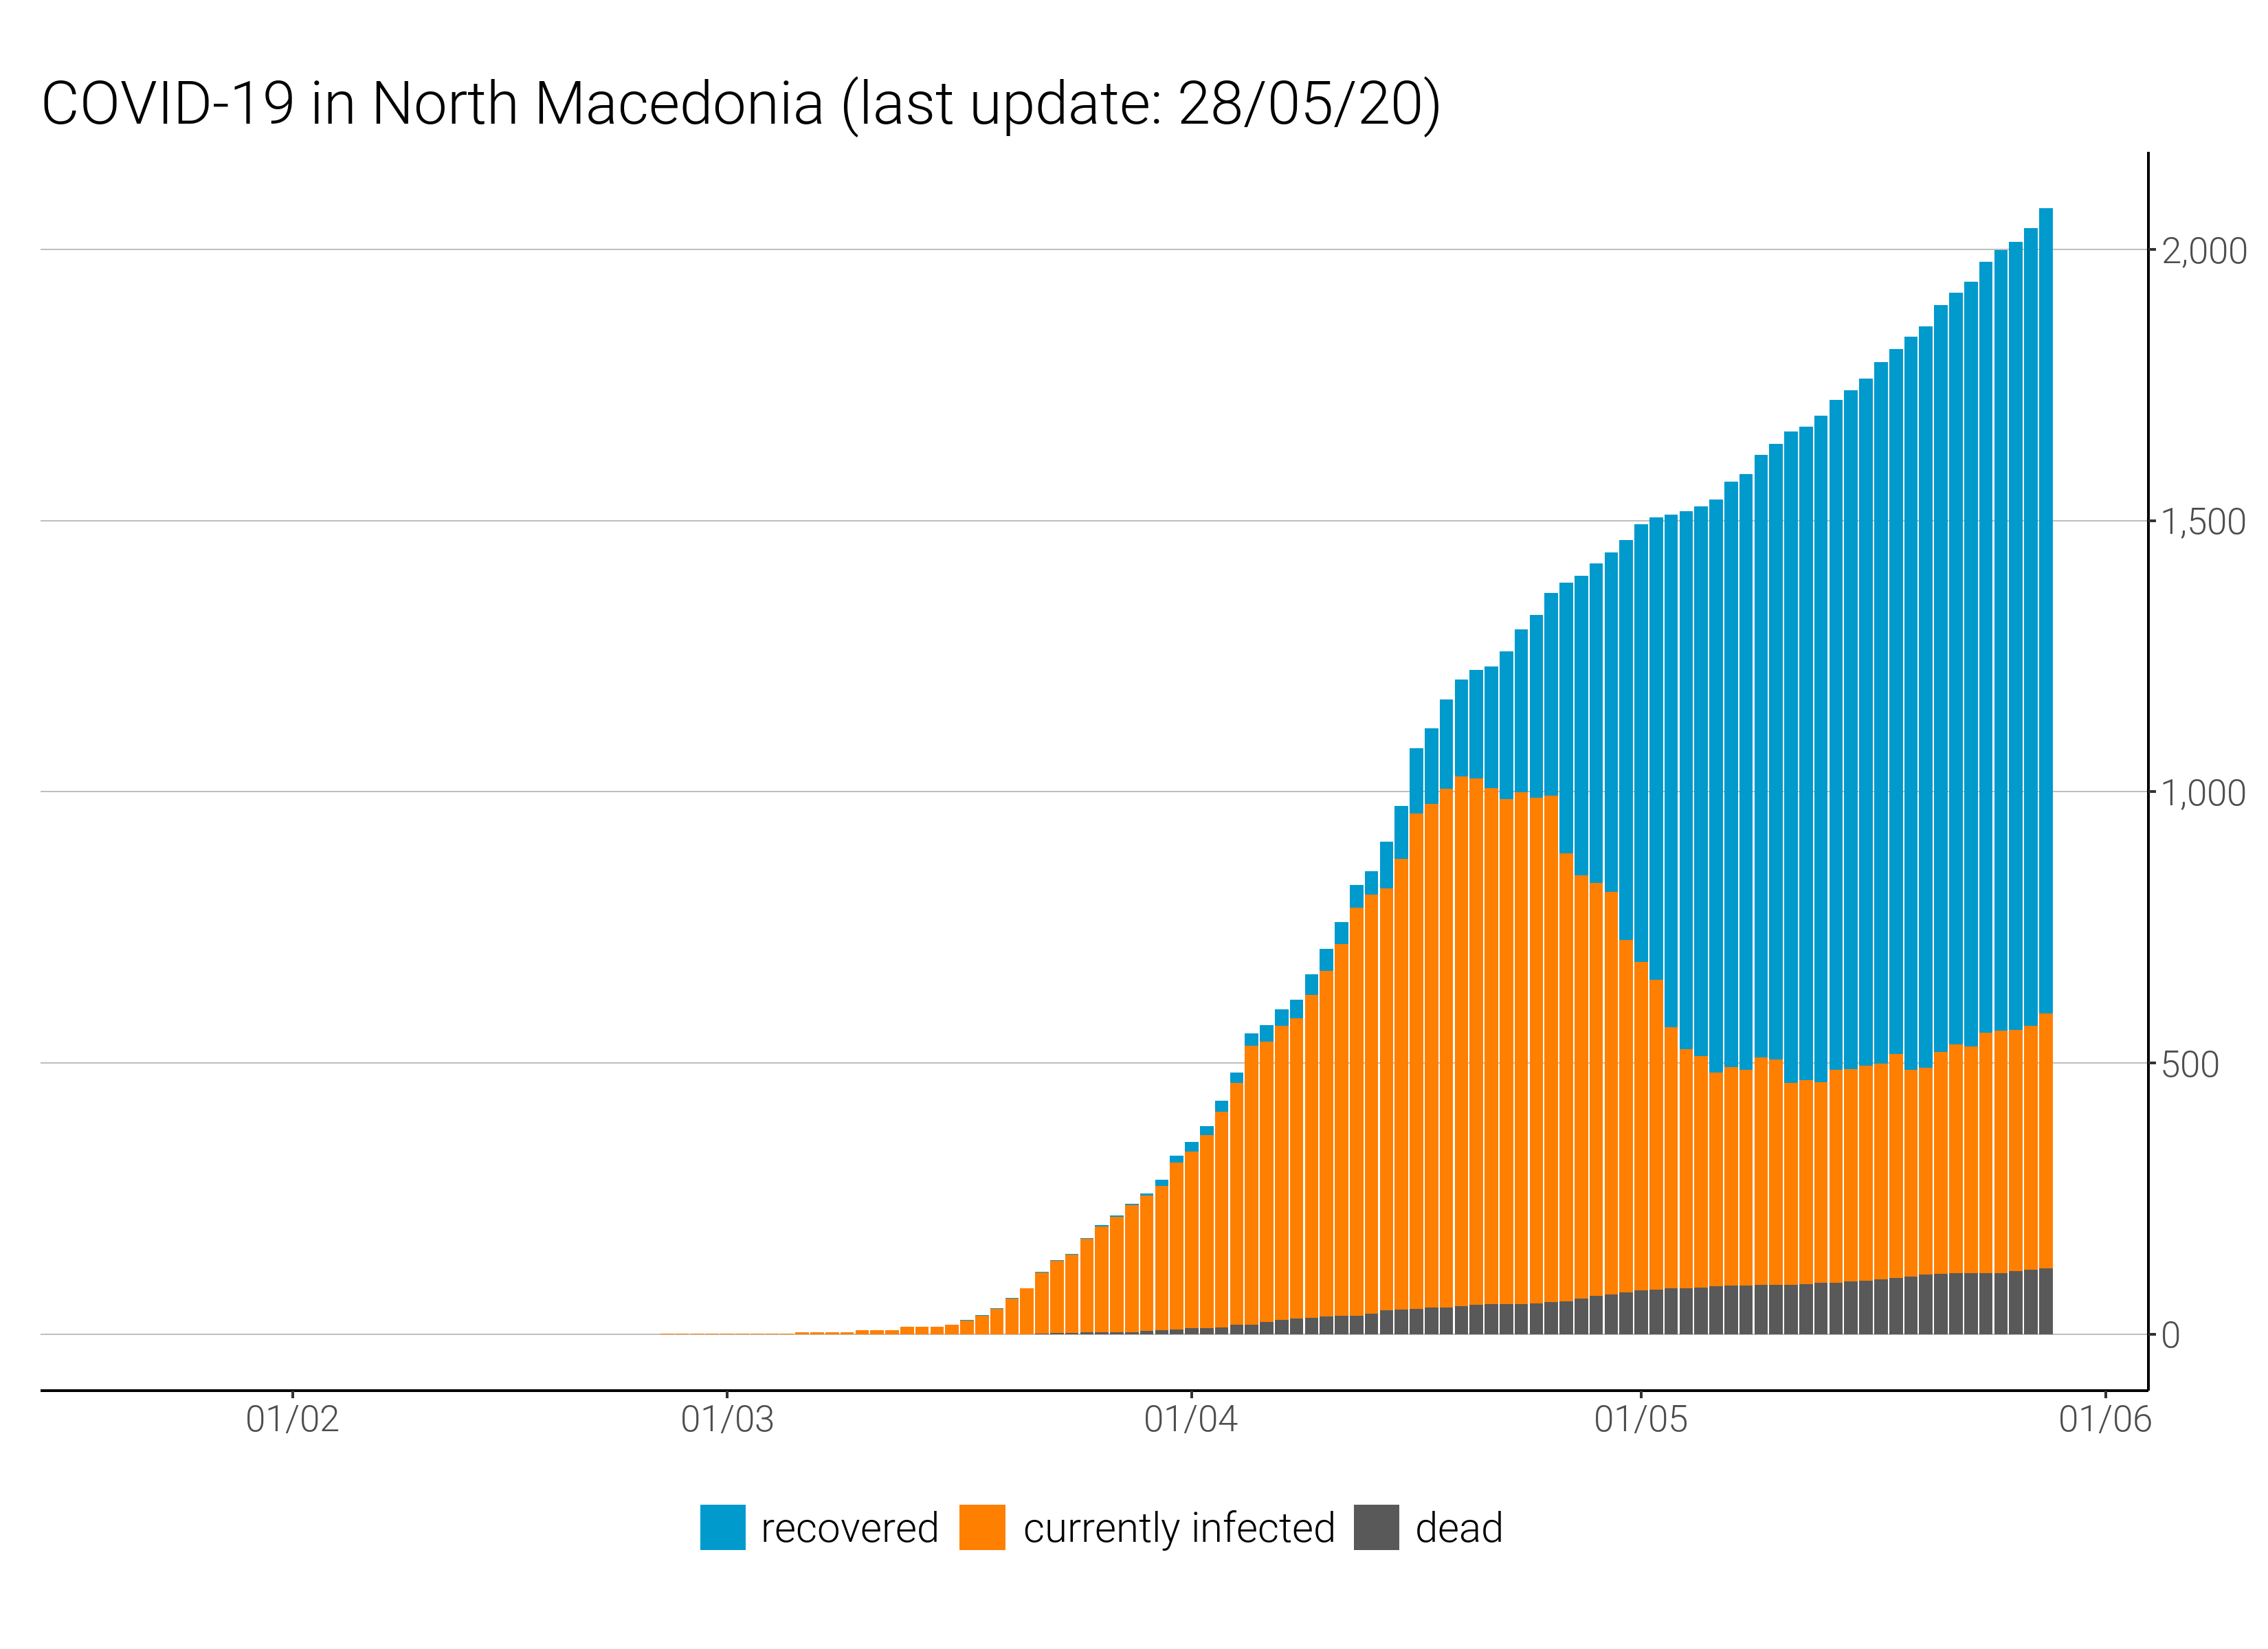 COVID-19 in North Macedonia (last update: 28/05/20)
2,000
1,500
1,000
500
0
01/02 01/03 01/04 01/05 01/06
recovered currently infected dead